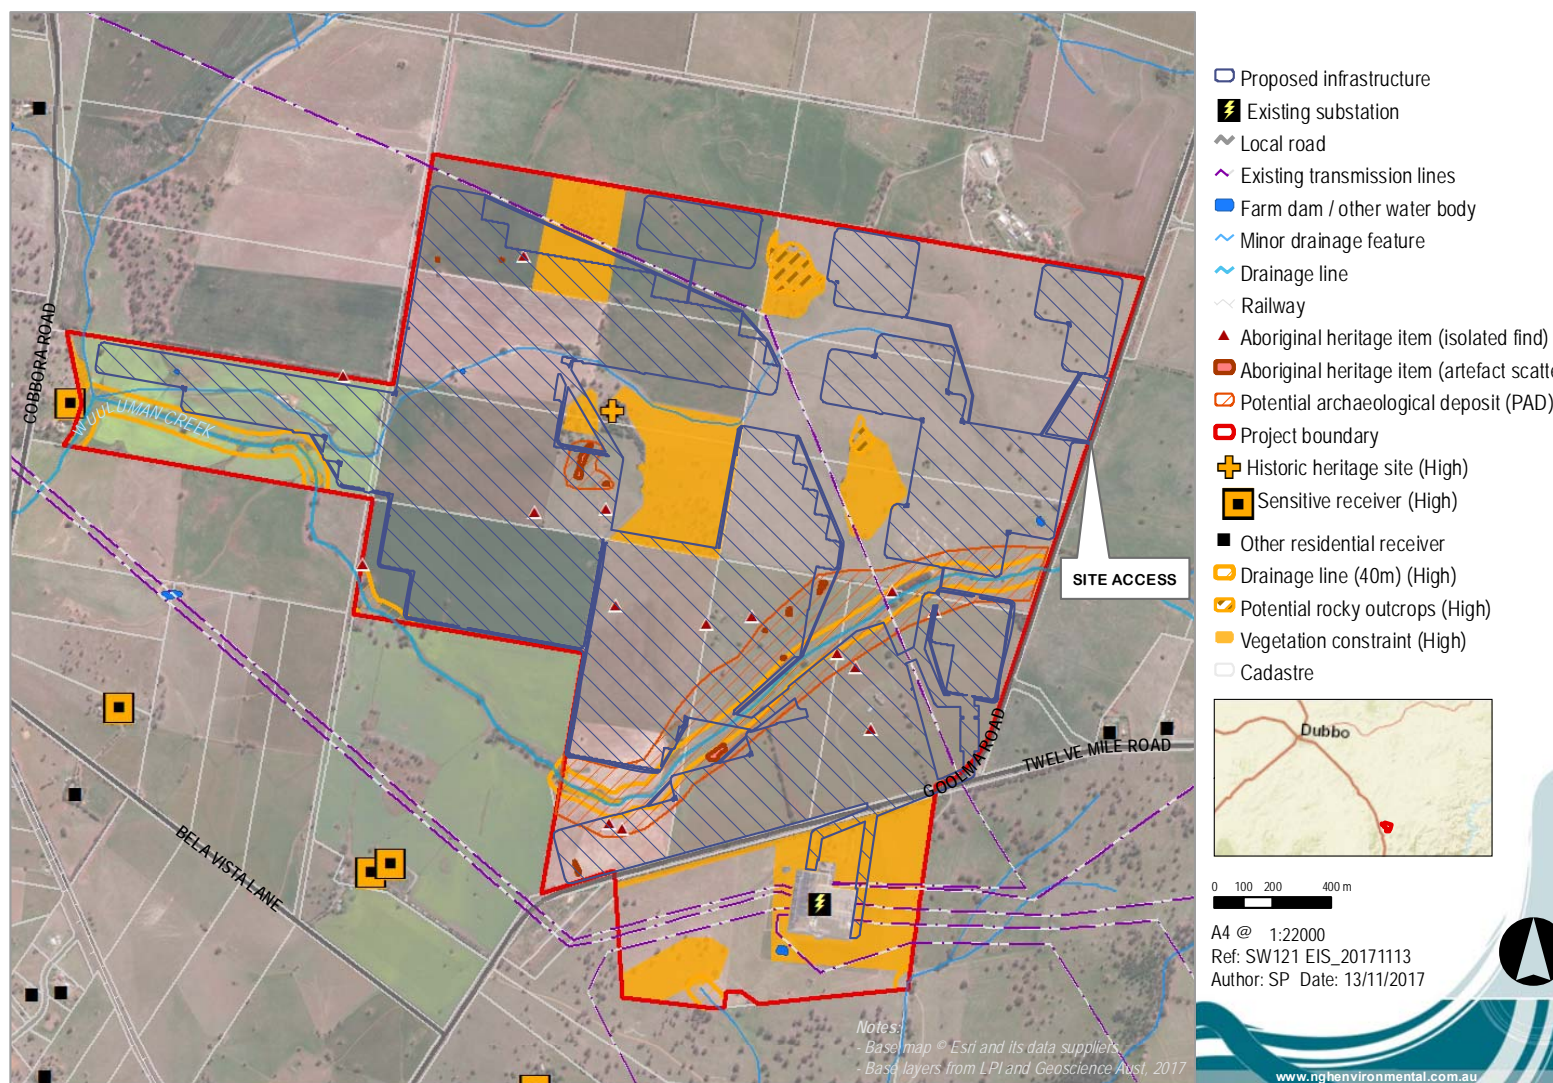 COBBORA ROAD
WUULUMAN CREEK
SITE ACCESS
GOOLMA ROAD
TWELVE MILE ROAD
BELA VISTA LANE
Notes:
- Base map © Esri and its data suppliers
- Base layers from LPI and Geoscience Aust, 2017
Proposed infrastructure
Existing substation
Local road
Existing transmission lines
Farm dam / other water body
Minor drainage feature
Drainage line
Railway
Aboriginal heritage item (isolated find)
Aboriginal heritage item (artefact scatte
Potential archaeological deposit (PAD)
Project boundary
Historic heritage site (High)
Sensitive receiver (High)
Other residential receiver
Drainage line (40m) (High)
Potential rocky outcrops (High)
Vegetation constraint (High)
Cadastre
Dubbo
0 100 200 400 m
A4 @ 1:22000
Ref: SW121 EIS_20171113
Author: SP Date: 13/11/2017
www.nghenvironmental.com.au